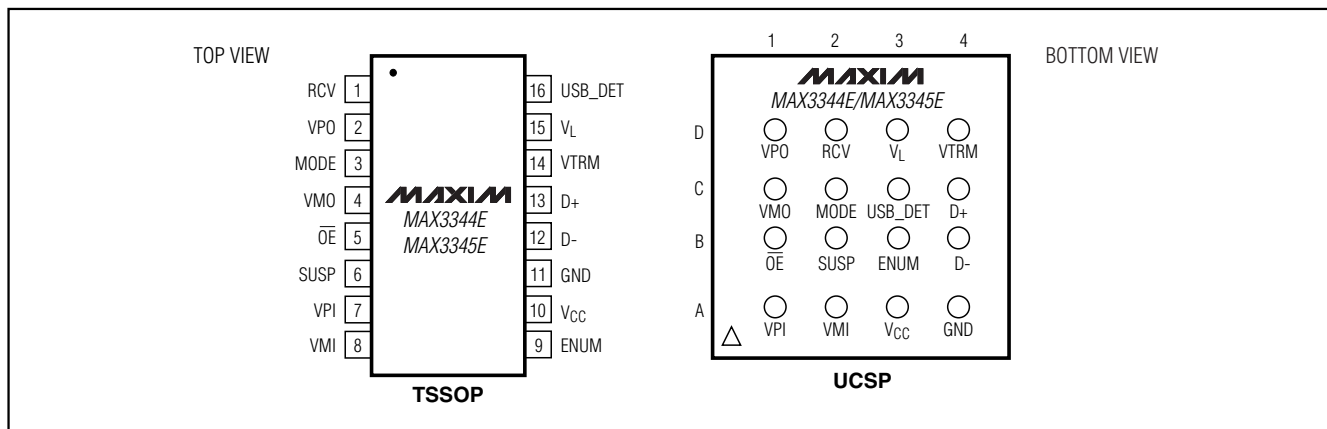 TOP VIEW
RCV 1
VPO 2
MODE 3
VMO 4
OE 5
SUSP 6
VPI 7
VMI 8
MAXIM
MAX3344E
MAX3345E
16 USB_DET
15 VL
14 VTRM
13 D+
12 D-
11 GND
10 VCC
9 ENUM
TSSOP
1 2 3 4
BOTTOM VIEW
MAXIM
MAX3344E/MAX3345E
D
VPO RCV VL VTRM
C
VMO MODE USB_DET D+
B
OE SUSP ENUM D-
A
VPI VMI VCC GND
UCSP